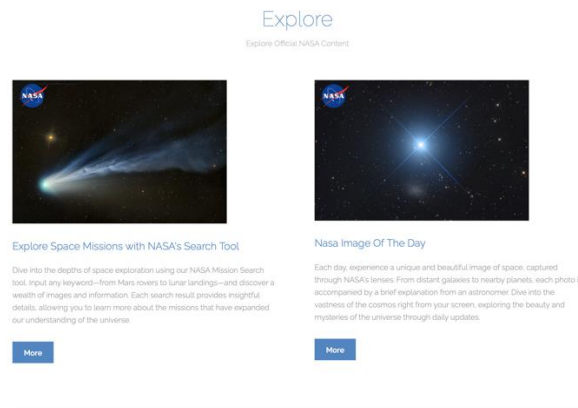 Explore
Explore Official NASA Content
NASA
NASA
Explore Space Missions with NASA's Search Tool
Dive into the depths of space exploration using our NASA Mission Search
tool. Input any keyword—from Mars rovers to lunar landings—and discover a
wealth of images and information. Each search result provides insightful
details, allowing you to learn more about the missions that have expanded
our understanding of the universe.
More
Nasa Image Of The Day
Each day, experience a unique and beautiful image of space, captured
through NASA's lenses. From distant galaxies to nearby planets, each photo
accompanied by a brief explanation from an astronomer. Dive into the
vastness of the cosmos right from your screen, exploring the beauty and
mysteries of the universe through daily updates.
More